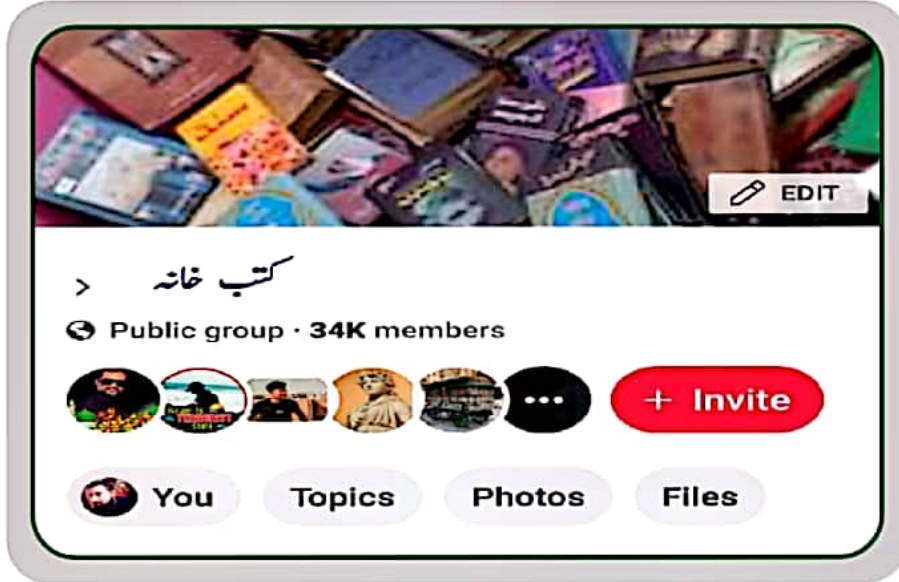 EDIT
کتب خانہ >
Public group · 34K members
+ Invite
You Topics Photos Files